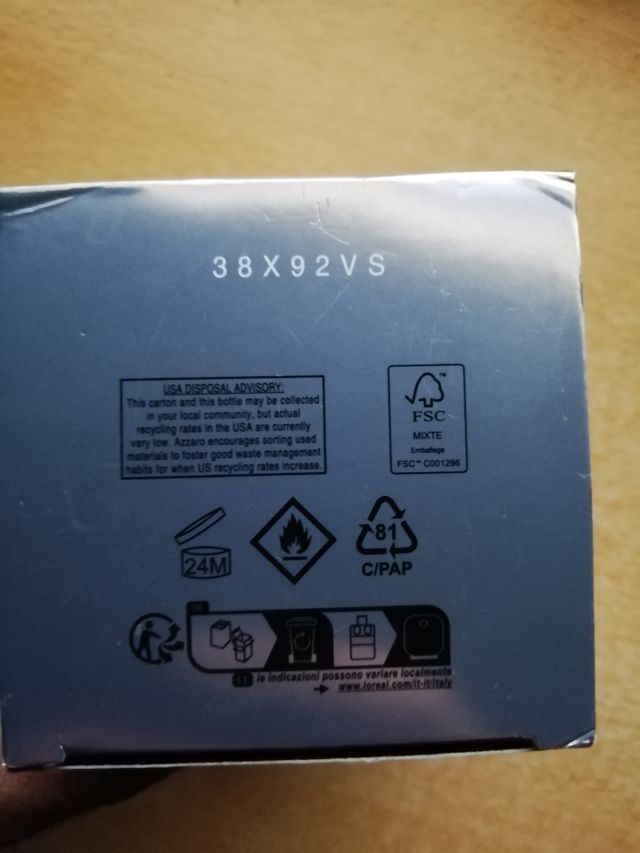 38X92VS
USA DISPOSAL ADVISORY:
This carton and this bottle may be collected
in your local community, but actual
recycling rates in the USA are currently
very low. Azzaro encourages sorting used
materials to foster good waste management
habits for when US recycling rates increase.
FSC™
MIXTE
Emballage
FSC™ C001296
24M
81
C/PAP
FR
IT le indicazioni possono variare localmente
www.loreal.com/it-it/italy